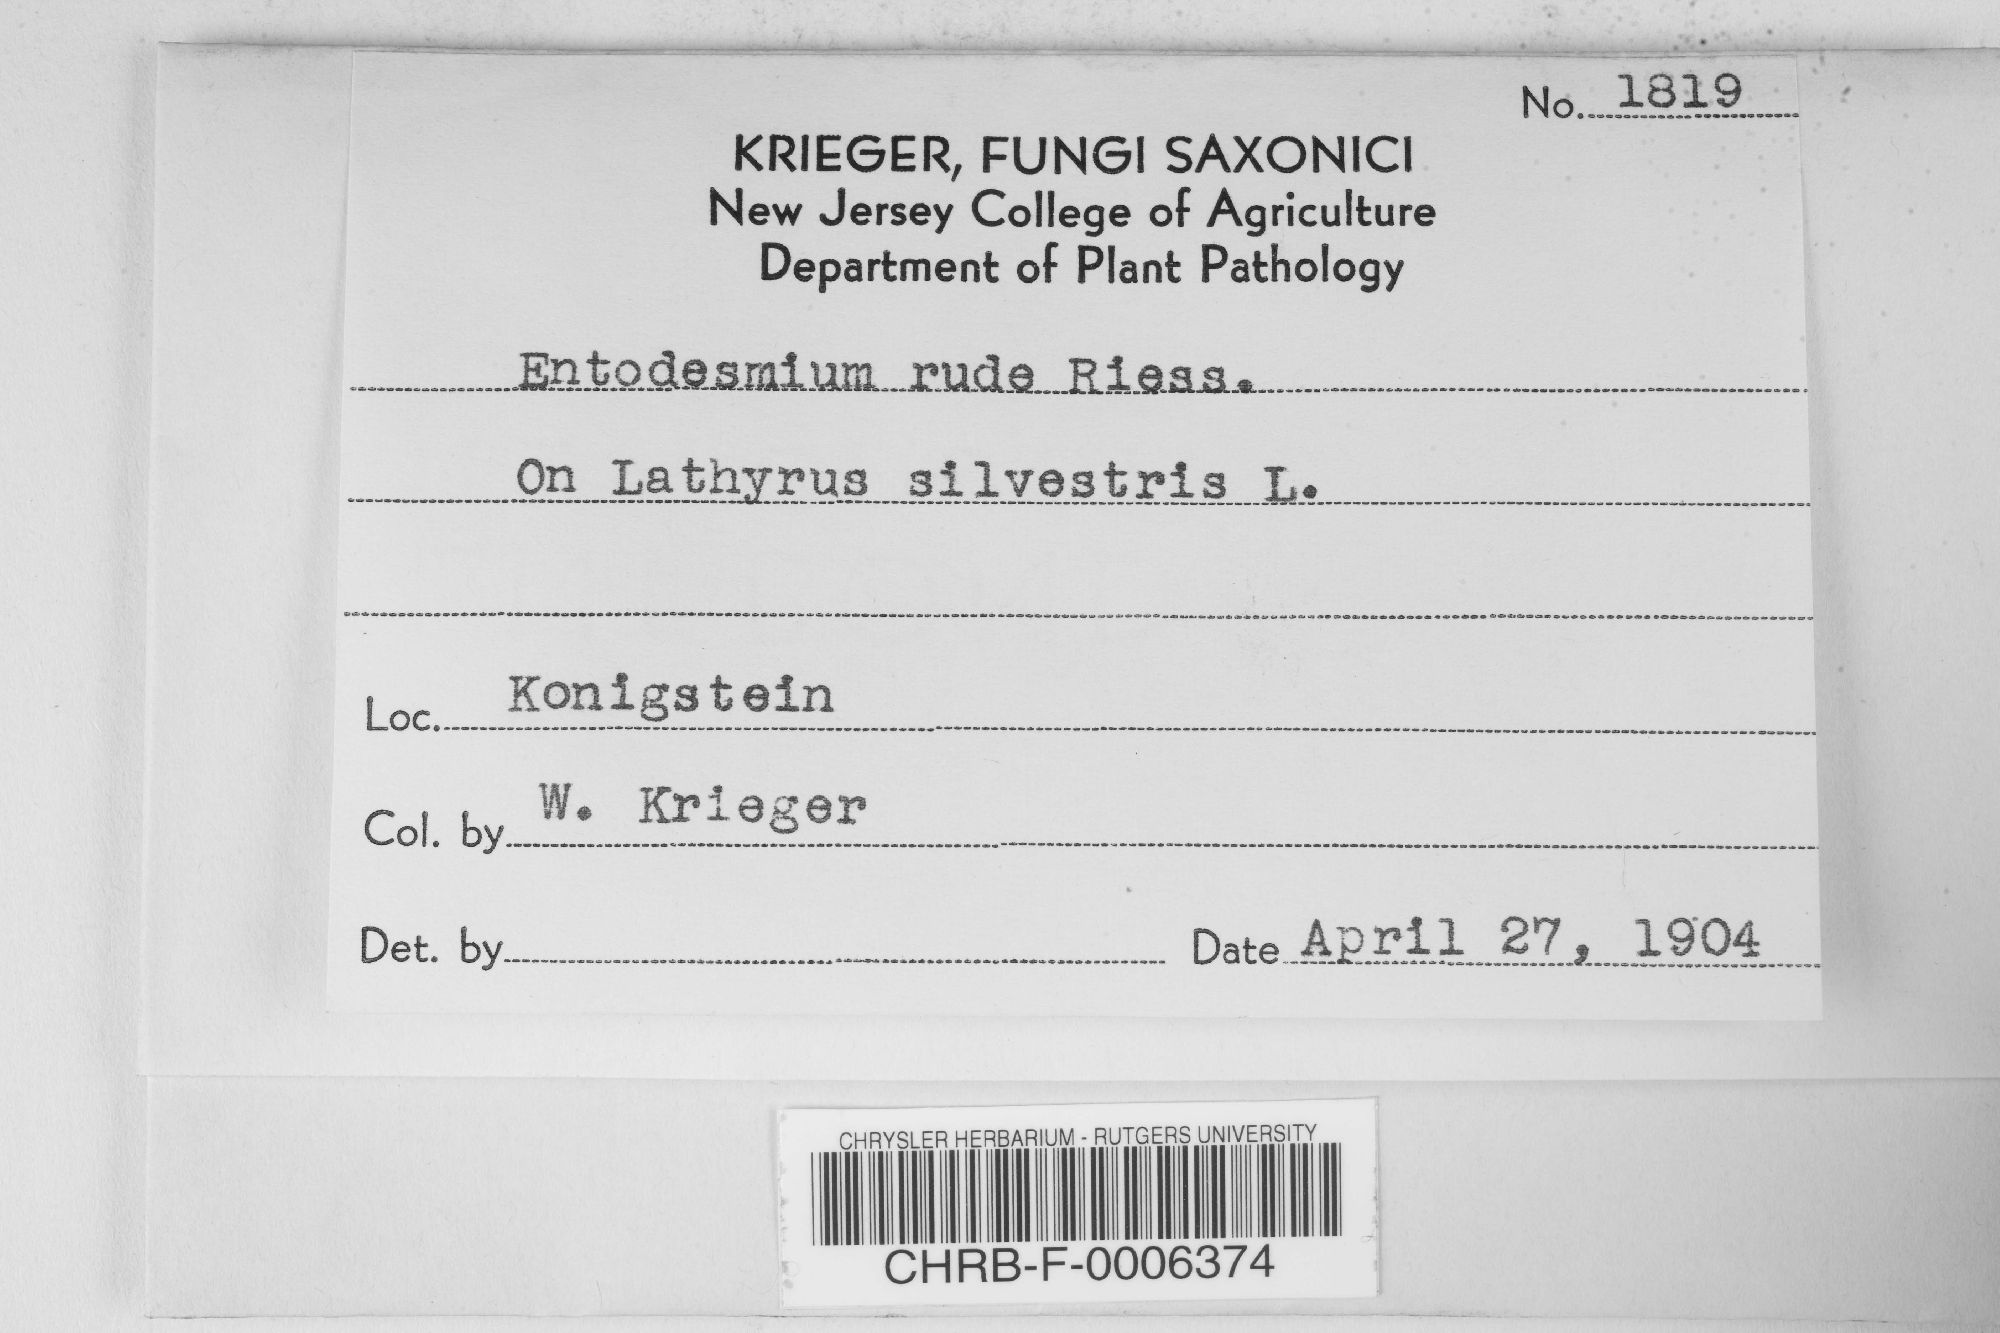 No. 1819
KRIEGER, FUNGI SAXONICI
New Jersey College of Agriculture
Department of Plant Pathology
Entodesmium rude Riess.
On Lathyrus silvestris L.
Loc. Konigstein
Col. by W. Krieger
Det. by Date April 27, 1904
CHRYSLER HERBARIUM - RUTGERS UNIVERSITY
CHRB-F-0006374